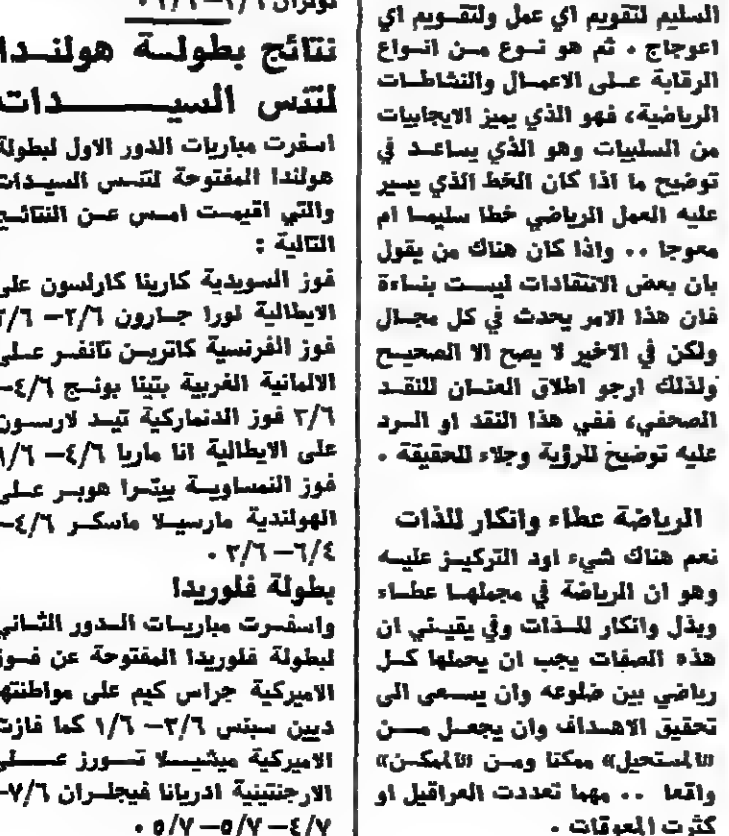 السليم لتقويم اي عمل ولتقويم اي
اعوجاج . ثم هو نوع من انواع
الرقابة على الاعمال والنشاطات
الرياضية، فهو الذي يميز الايجابيات
من السلبيات وهو الذي يساعد في
توضيح ما اذا كان الخط الذي يسير
عليه العمل الرياضي خطا سليما ام
معوجا .. واذا كان هناك من يقول
بان بعض الانتقادات ليست بناءة
فان هذا الامر يحدث في كل مجال
ولكن في الاخير لا يصح الا الصحيح
ولذلك ارجو اطلاق العنان للنقد
الصحفي، ففي هذا النقد او الرد
عليه توضيح للرؤية وجلاء للحقيقة .
الرياضة عطاء وانكار للذات
نعم هناك شيء اود التركيز عليه
وهو ان الرياضة في مجملها عطاء
وبذل وانكار للذات وفي يقيني ان
هذه الصفات يجب ان يحملها كل
رياضي بين ضلوعه وان يسعى الى
تحقيق الاهداف وان يجعل من
«المستحيل» ممكنا ومن «الممكن»
واقعا .. مهما تعددت العراقيل او
كثرت المعوقات .
نتائج بطولة هولندا
لتنس السيدات
اسفرت مباريات الدور الاول لبطولة
هولندا المفتوحة لتنس السيدات
والتي اقيمت امس عن النتائج
التالية :
فوز السويدية كارينا كارلسون على
الايطالية لورا جارون ٢/٦ –
فوز الفرنسية كاترين تانفر على
الالمانية الغربية بتينا بونج ٤/٦ –
٣/٦ فوز الدنماركية تيد لارسون
على الايطالية انا ماريا ٤/٦ –
فوز النمساوية بيترا هوبر على
الهولندية مارسيلا ماسكر ٤/٦ –
٦/٤ – ٣/٦ .
بطولة فلوريدا
واسفرت مباريات الدور الثاني
لبطولة فلوريدا المفتوحة عن فوز
الاميركية جراس كيم على مواطنتها
ديين سبنس ٣/٦ – ١/٦ كما فازت
الاميركية ميشيلا تورز على
الارجنتينية ادريانا فيجلران ٧/٦ –
٤/٧ – ٥/٧ – ٥/٧ .